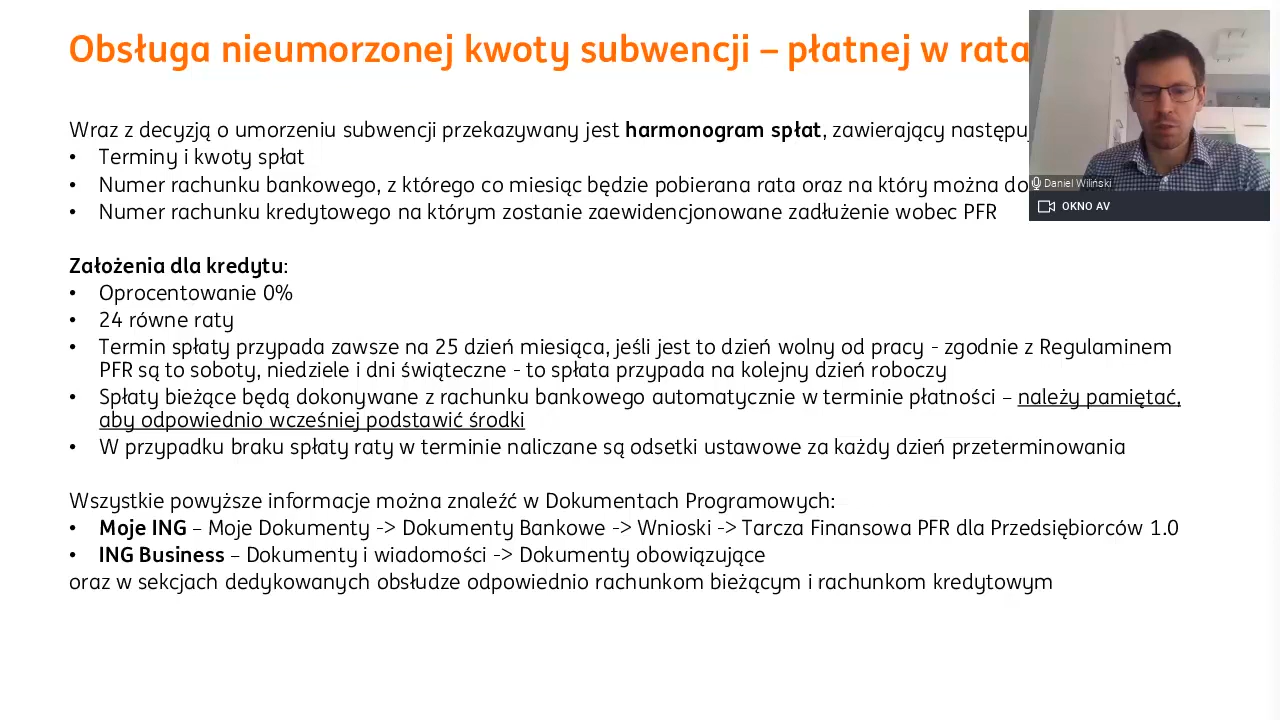 Obsługa nieumorzonej kwoty subwencji – płatnej w rata
Wraz z decyzją o umorzeniu subwencji przekazywany jest harmonogram spłat, zawierający następu
• Terminy i kwoty spłat
• Numer rachunku bankowego, z którego co miesiąc będzie pobierana rata oraz na który można do
• Numer rachunku kredytowego na którym zostanie zaewidencjonowane zadłużenie wobec PFR
Daniel Wiliński
OKNO AV
Założenia dla kredytu:
• Oprocentowanie 0%
• 24 równe raty
• Termin spłaty przypada zawsze na 25 dzień miesiąca, jeśli jest to dzień wolny od pracy - zgodnie z Regulaminem
PFR są to soboty, niedziele i dni świąteczne - to spłata przypada na kolejny dzień roboczy
• Spłaty bieżące będą dokonywane z rachunku bankowego automatycznie w terminie płatności – należy pamiętać,
aby odpowiednio wcześniej podstawić środki
• W przypadku braku spłaty raty w terminie naliczane są odsetki ustawowe za każdy dzień przeterminowania
Wszystkie powyższe informacje można znaleźć w Dokumentach Programowych:
• Moje ING – Moje Dokumenty -> Dokumenty Bankowe -> Wnioski -> Tarcza Finansowa PFR dla Przedsiębiorców 1.0
• ING Business – Dokumenty i wiadomości -> Dokumenty obowiązujące
oraz w sekcjach dedykowanych obsłudze odpowiednio rachunkom bieżącym i rachunkom kredytowym